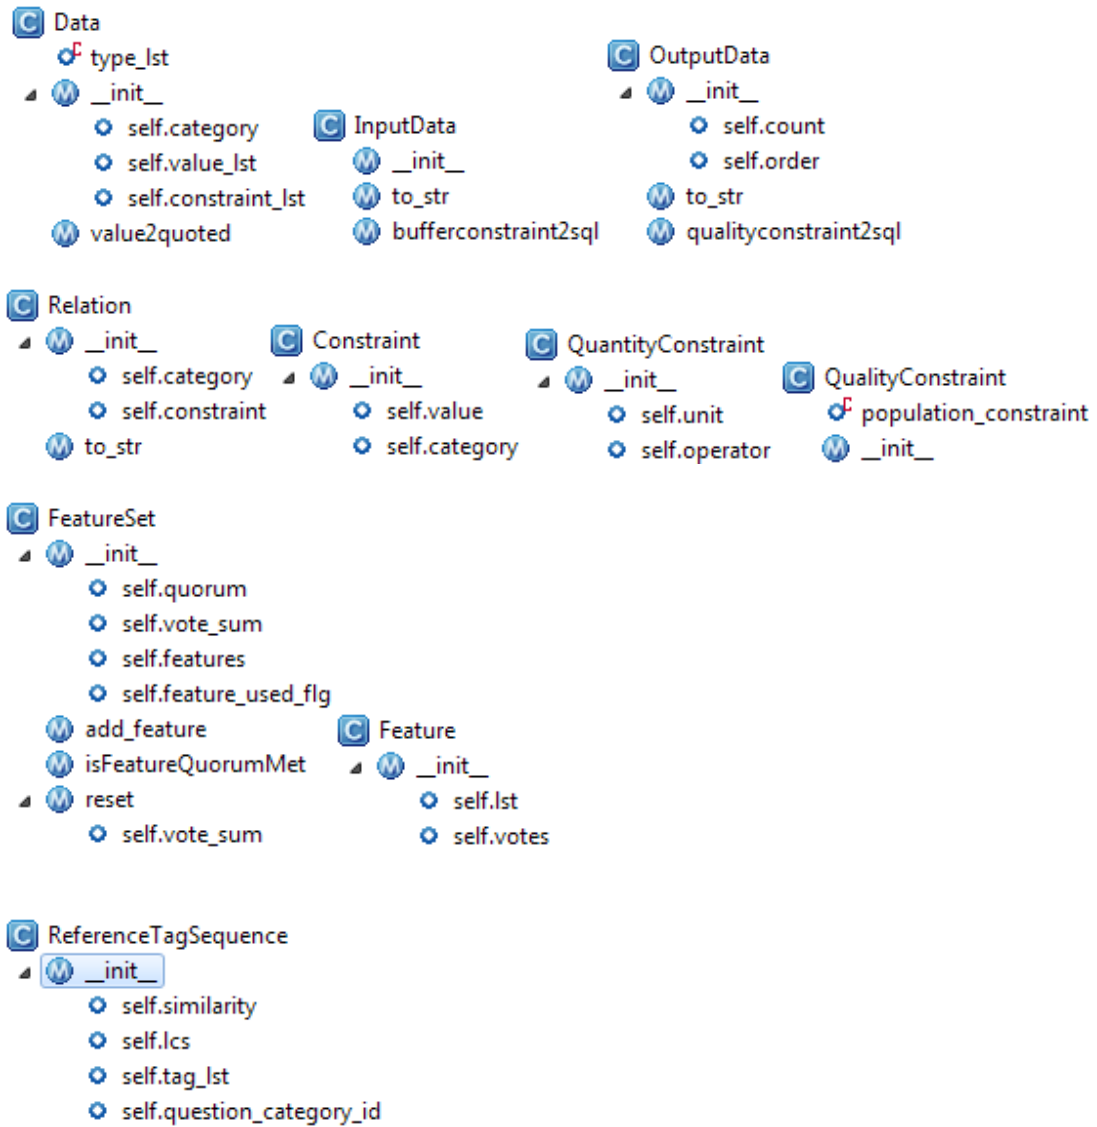 Data
type_lst
__init__
self.category
self.value_lst
self.constraint_lst
value2quoted
InputData
__init__
to_str
bufferconstraint2sql
OutputData
__init__
self.count
self.order
to_str
qualityconstraint2sql
Relation
__init__
self.category
self.constraint
to_str
Constraint
__init__
self.value
self.category
QuantityConstraint
__init__
self.unit
self.operator
QualityConstraint
population_constraint
__init__
FeatureSet
__init__
self.quorum
self.vote_sum
self.features
self.feature_used_flg
add_feature
isFeatureQuorumMet
reset
self.vote_sum
Feature
__init__
self.lst
self.votes
ReferenceTagSequence
__init__
self.similarity
self.lcs
self.tag_lst
self.question_category_id